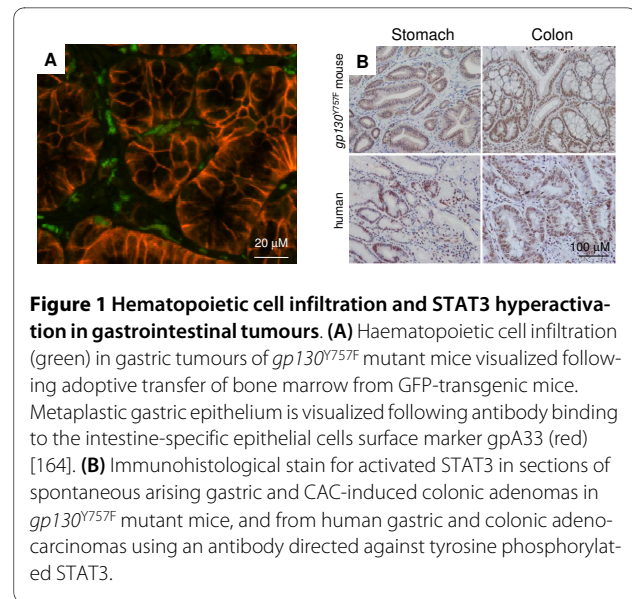 A
20 µM
Stomach
Colon
B
gp130Y757F mouse
human
100 µM
Figure 1 Hematopoietic cell infiltration and STAT3 hyperactiva-
tion in gastrointestinal tumours. (A) Haematopoietic cell infiltration
(green) in gastric tumours of gp130Y757F mutant mice visualized follow-
ing adoptive transfer of bone marrow from GFP-transgenic mice.
Metaplastic gastric epithelium is visualized following antibody binding
to the intestine-specific epithelial cells surface marker gpA33 (red)
[164]. (B) Immunohistological stain for activated STAT3 in sections of
spontaneous arising gastric and CAC-induced colonic adenomas in
gp130Y757F mutant mice, and from human gastric and colonic adeno-
carcinomas using an antibody directed against tyrosine phosphorylat-
ed STAT3.